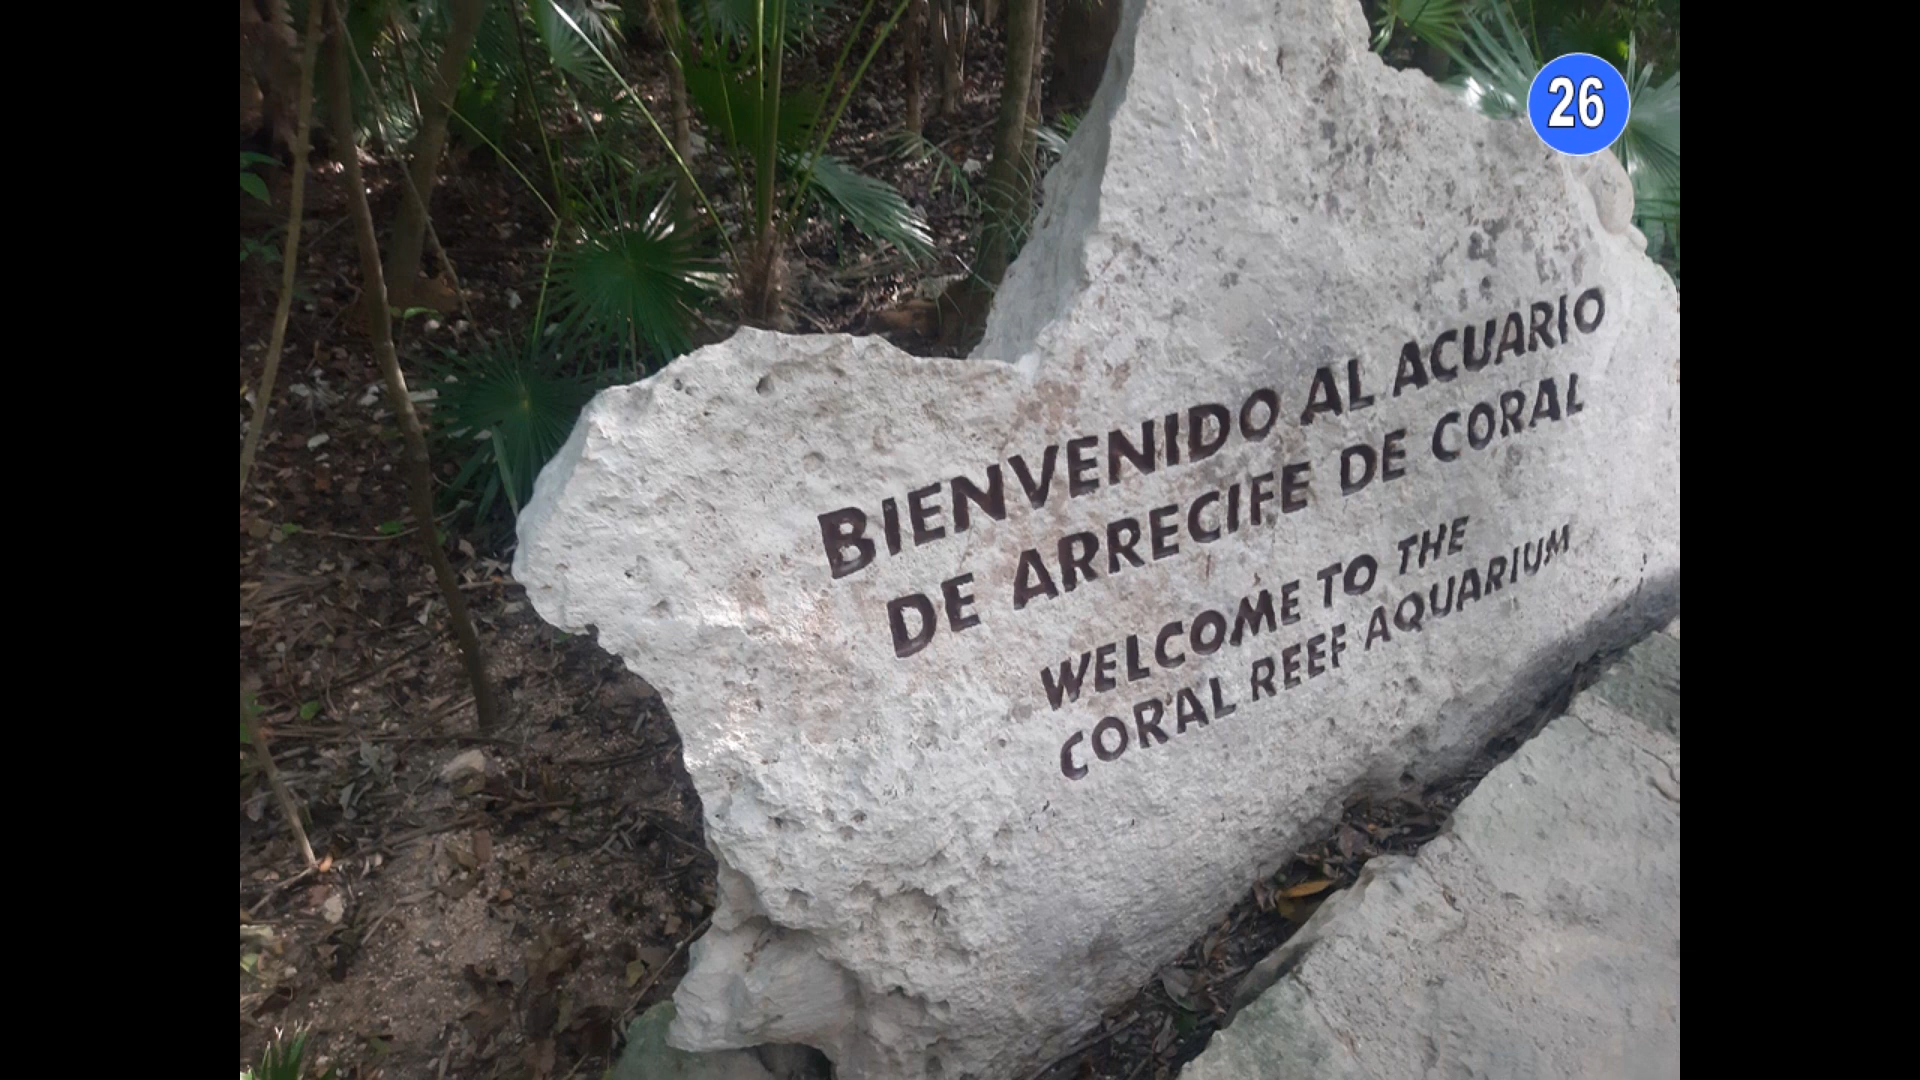 26
BIENVENIDO AL ACUARIO
DE ARRECIFE DE CORAL
WELCOME TO THE
CORAL REEF AQUARIUM